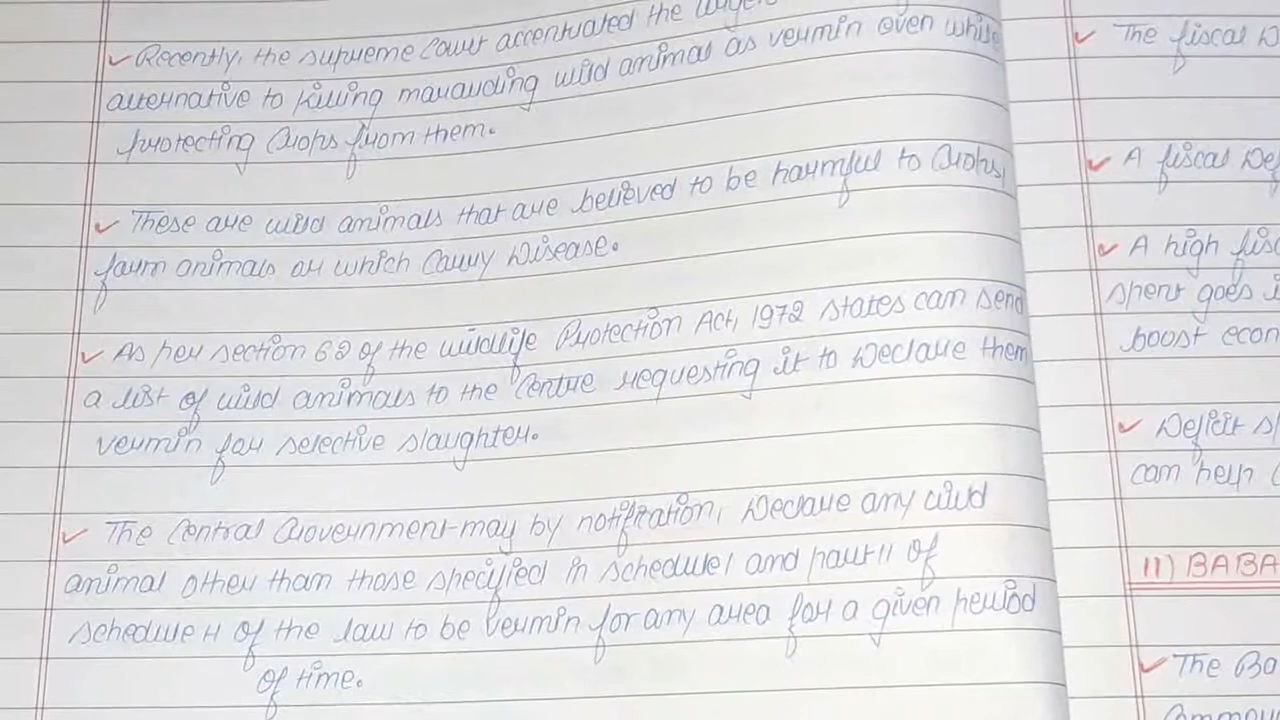 Recently, the supreme Court accentuated the
alternative to killing marauding wild animal as vermin even while
protecting Crops from them.
These are wild animals that are believed to be harmful to Crops,
farm animals or which Carry Disease.
As per section 62 of the wildlife Protection Act, 1972 states can send
a list of wild animals to the Centre requesting it to Declare them
vermin for selective slaughter.
The Central Government may by notification, Declare any wild
animal other than those specified in schedule 1 and part 11 of
schedule 11 of the law to be vermin for any area for a given period
of time.
The fiscal D
A fiscal Def
A high fisc
spent goes i
boost econ
Deficit s
can help
11) BABA
The Ba